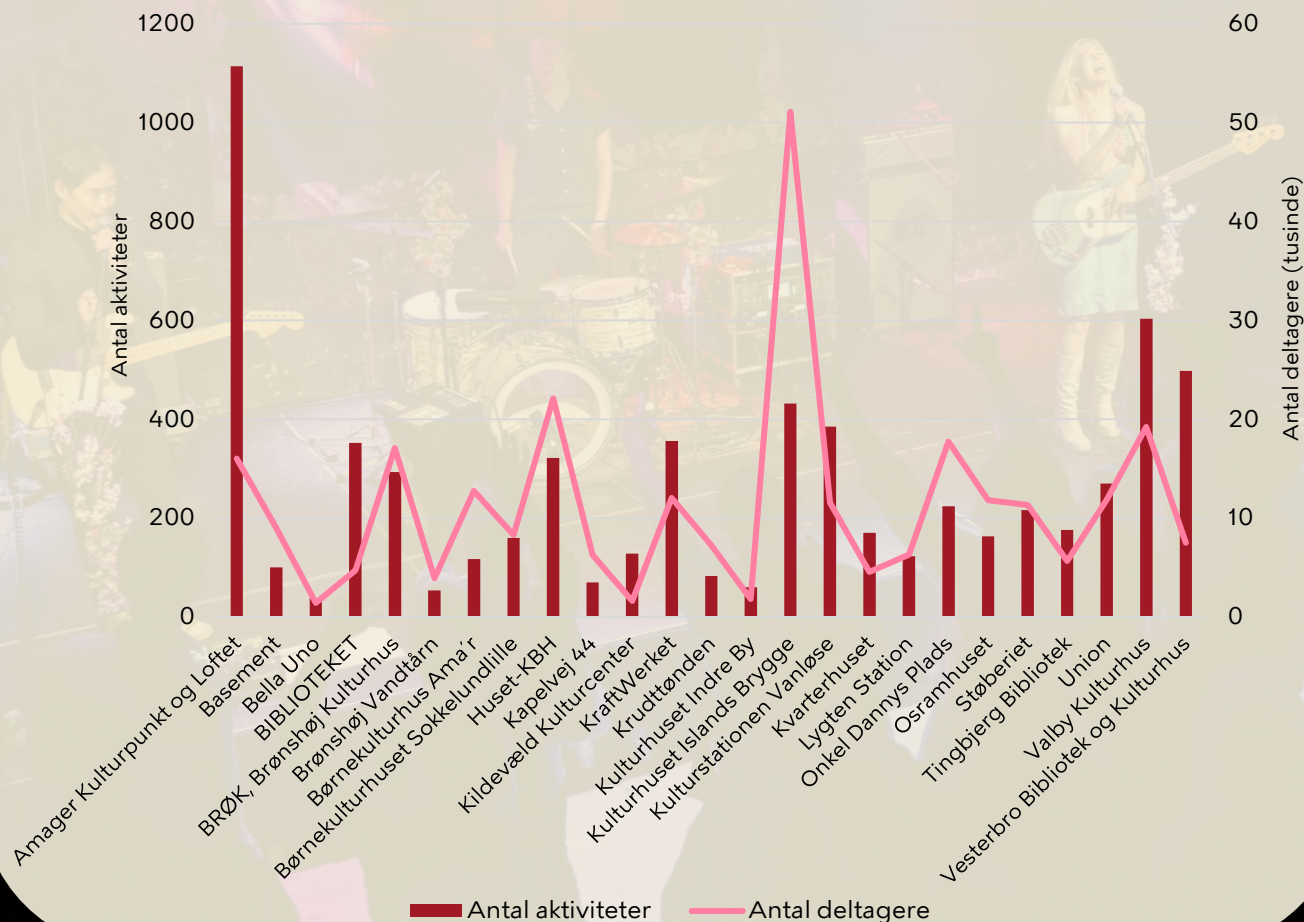 1200
1000
800
600
400
200
0
Antal aktiviteter
60
50
40
30
20
10
0
Antal deltagere (tusinde)
Amager Kulturpunkt og Loftet
Basement
Bella Uno
BIBLIOTEKET
BRØK, Brønshøj Kulturhus
Brønshøj Vandtårn
Børnekulturhus Ama´r
Børnekulturhuset Sokkelundlille
Huset-KBH
Kapelvej 44
Kildevæld Kulturcenter
KraftWerket
Krudttønden
Kulturhuset Indre By
Kulturhuset Islands Brygge
Kulturstationen Vanløse
Kvarterhuset
Lygten Station
Onkel Dannys Plads
Osramhuset
Støberiet
Tingbjerg Bibliotek
Union
Valby Kulturhus
Vesterbro Bibliotek og Kulturhus
Antal aktiviteter
Antal deltagere